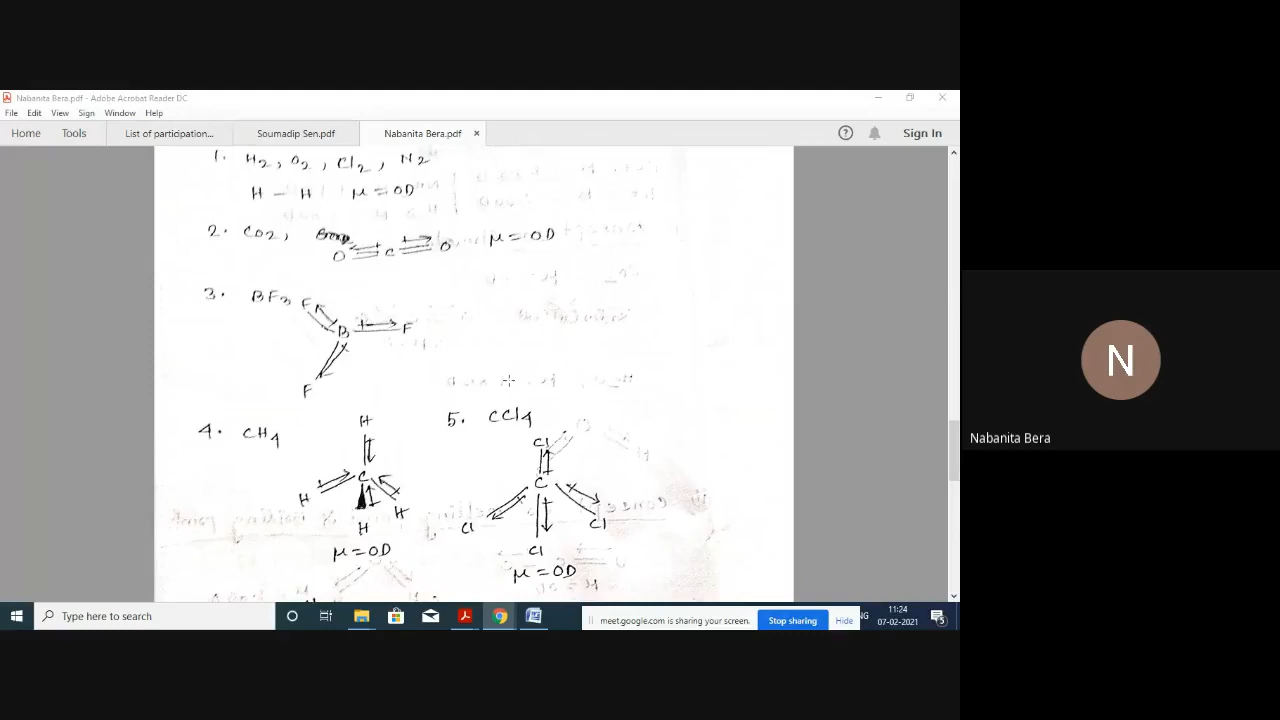 Nabanita Bera.pdf - Adobe Acrobat Reader DC
File Edit View Sign Window Help
Home Tools List of participation... Soumadip Sen.pdf Nabanita Bera.pdf × ? Sign In
1. H2, O2, Cl2, N2
H - H μ = 0D
2. CO2,
O C O μ = 0D
3. BF3
F
B F
F
4. CH4
H
C
H H
H
μ = 0D
5. CCl4
Cl
C
Cl Cl
Cl
μ = 0D
N
Nabanita Bera
Type here to search
meet.google.com is sharing your screen. Stop sharing Hide
11:24
07-02-2021
5